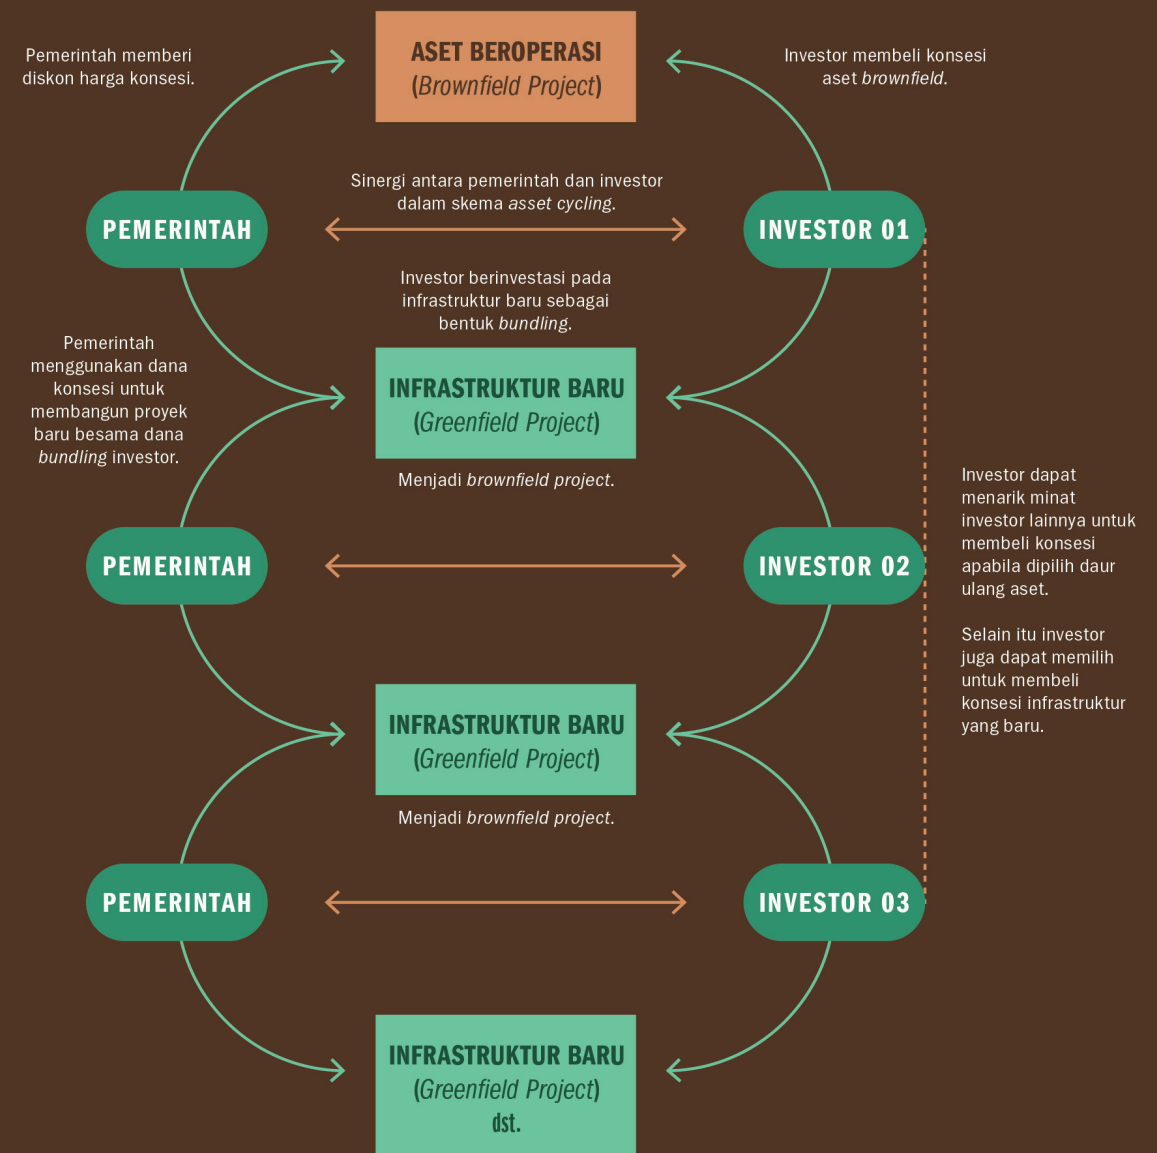 Pemerintah memberi
diskon harga konsesi.
ASET BEROPERASI
(Brownfield Project)
Investor membeli konsesi
aset brownfield.
Sinergi antara pemerintah dan investor
dalam skema asset cycling.
PEMERINTAH
INVESTOR 01
Investor berinvestasi pada
infrastruktur baru sebagai
bentuk bundling.
Pemerintah
menggunakan dana
konsesi untuk
membangun proyek
baru besama dana
bundling investor.
INFRASTRUKTUR BARU
(Greenfield Project)
Menjadi brownfield project.
PEMERINTAH
INVESTOR 02
Investor dapat
menarik minat
investor lainnya untuk
membeli konsesi
apabila dipilih daur
ulang aset.
Selain itu investor
juga dapat memilih
untuk membeli
konsesi infrastruktur
yang baru.
INFRASTRUKTUR BARU
(Greenfield Project)
Menjadi brownfield project.
PEMERINTAH
INVESTOR 03
INFRASTRUKTUR BARU
(Greenfield Project)
dst.